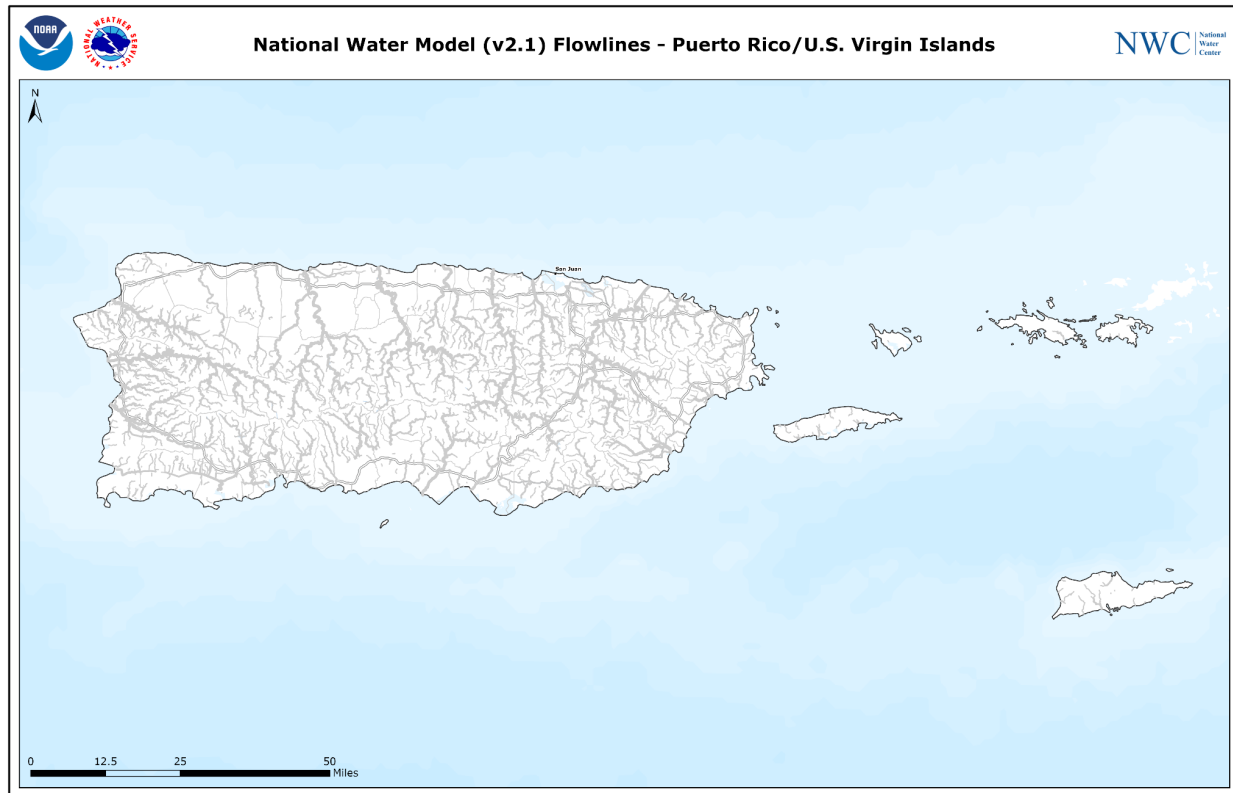 NOAA
NATIONAL WEATHER SERVICE
National Water Model (v2.1) Flowlines - Puerto Rico/U.S. Virgin Islands
NWC
National
Water
Center
N
San Juan
0 12.5 25 50
Miles